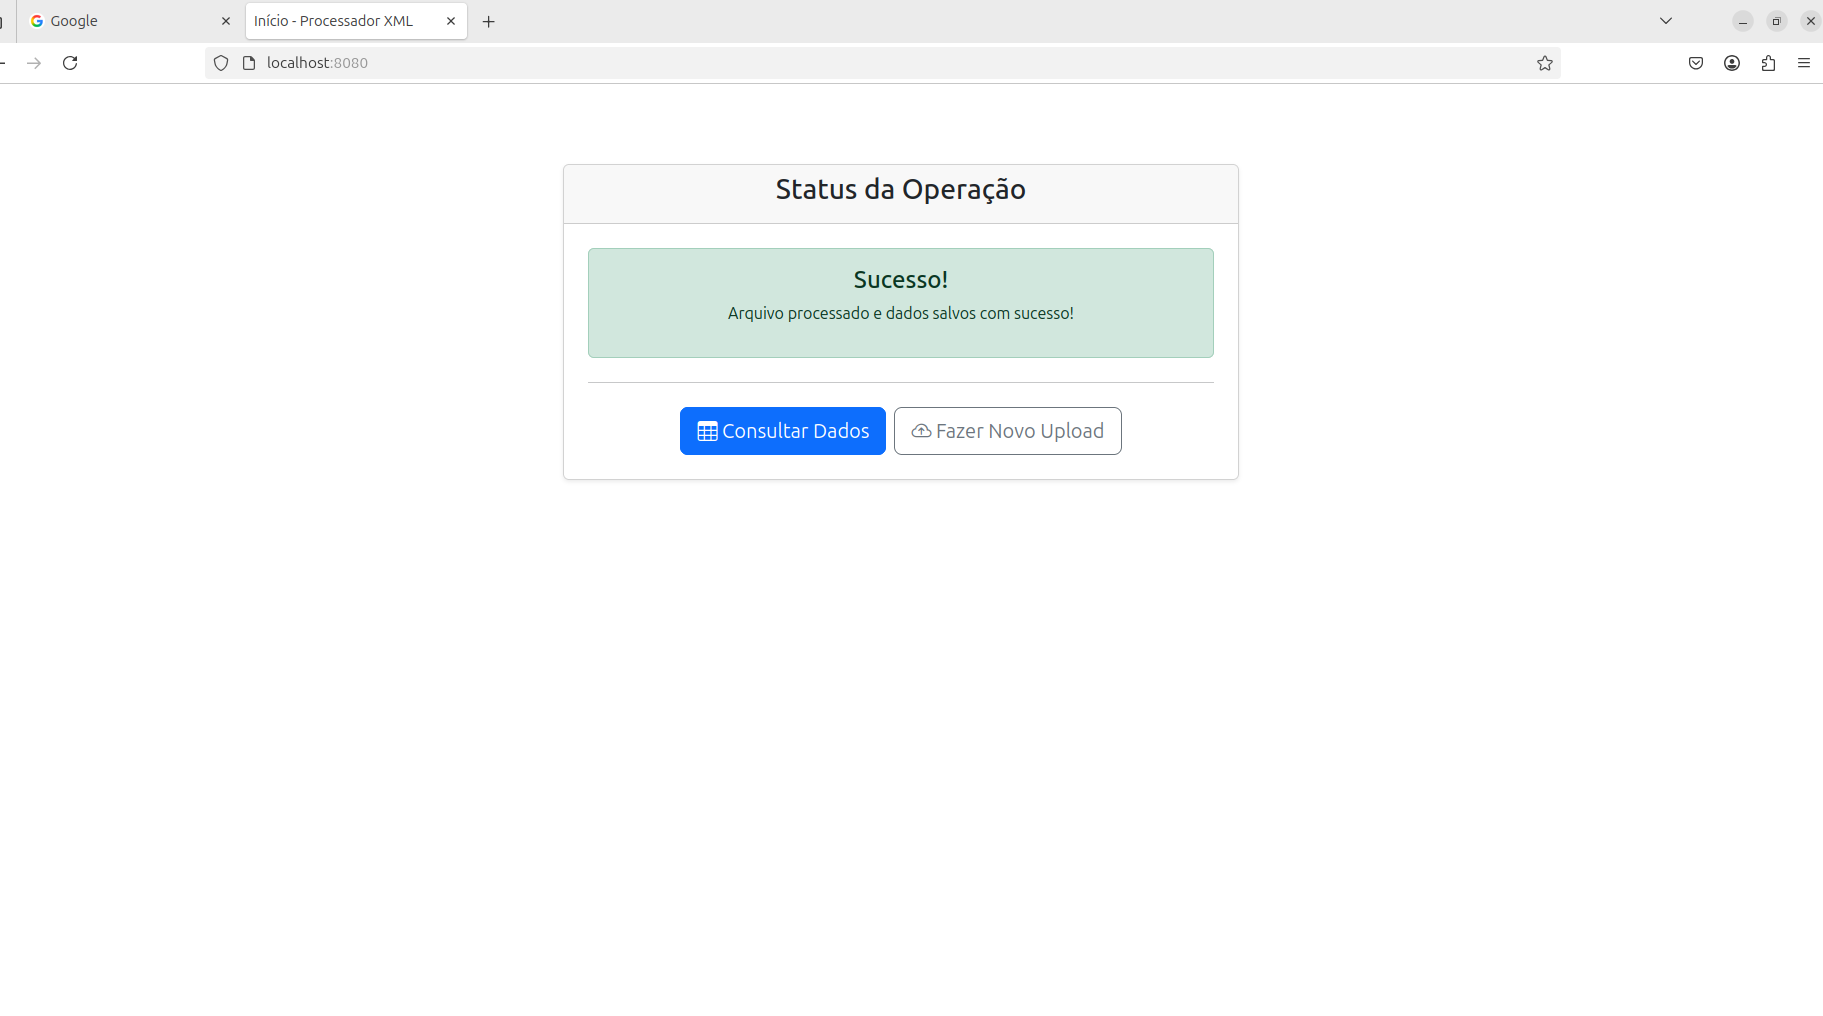 Google
Início - Processador XML
localhost:8080
Status da Operação
Sucesso!
Arquivo processado e dados salvos com sucesso!
Consultar Dados
Fazer Novo Upload